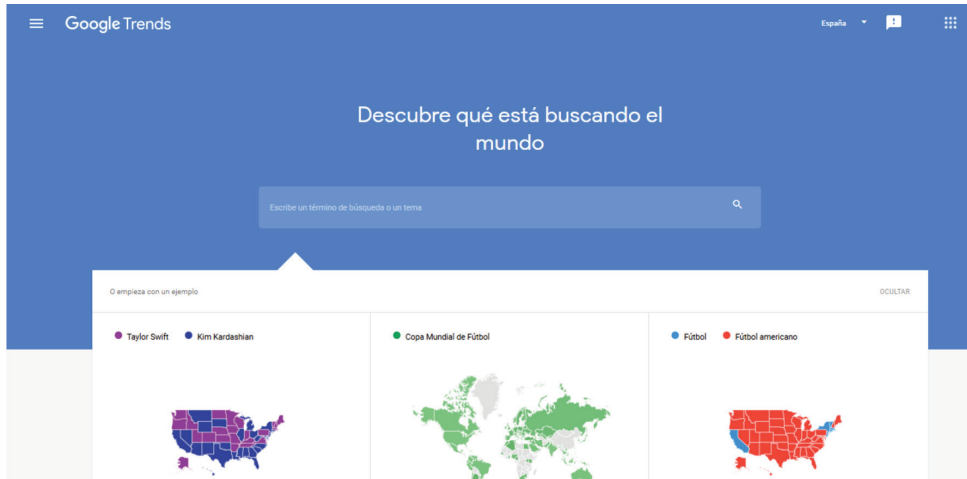 Google Trends
España
Descubre qué está buscando el
mundo
Escribe un término de búsqueda o un tema
O empieza con un ejemplo
OCULTAR
Taylor Swift
Kim Kardashian
Copa Mundial de Fútbol
Fútbol
Fútbol americano